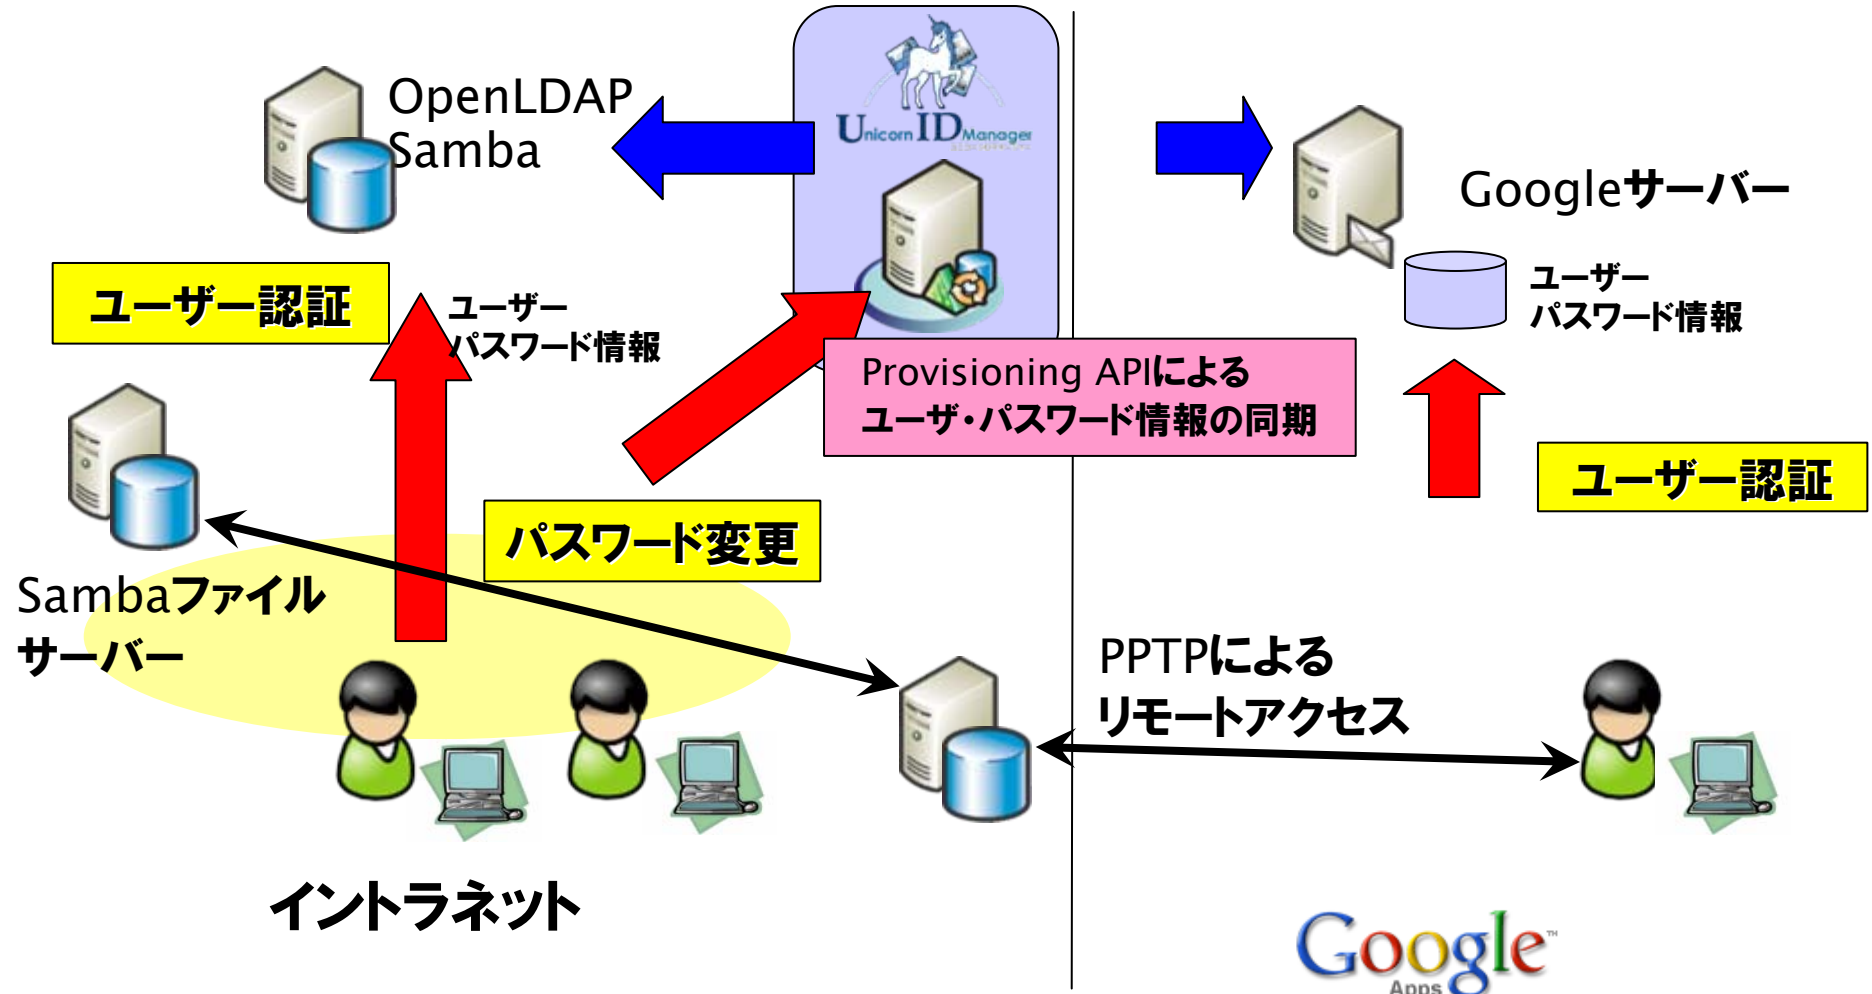 OpenLDAP
Samba
Unicorn ID Manager
Googleサーバー
ユーザー
パスワード情報
ユーザー認証
ユーザー
パスワード情報
Provisioning APIによる
ユーザ・パスワード情報の同期
ユーザー認証
パスワード変更
Sambaファイル
サーバー
PPTPによる
リモートアクセス
イントラネット
Google™
Apps